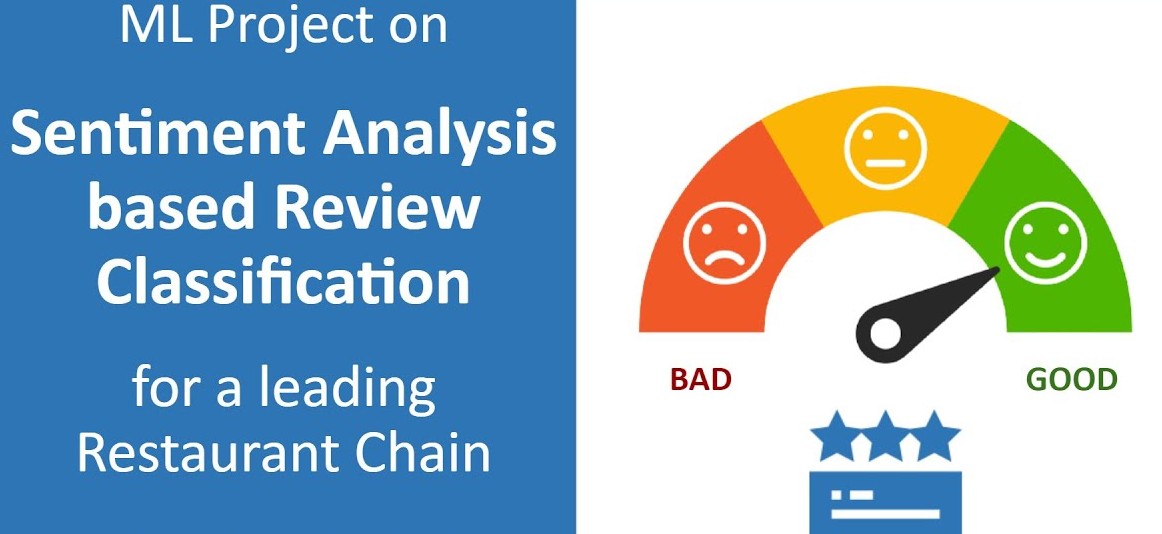 ML Project on
Sentiment Analysis
based Review
Classification
for a leading
Restaurant Chain
BAD
GOOD